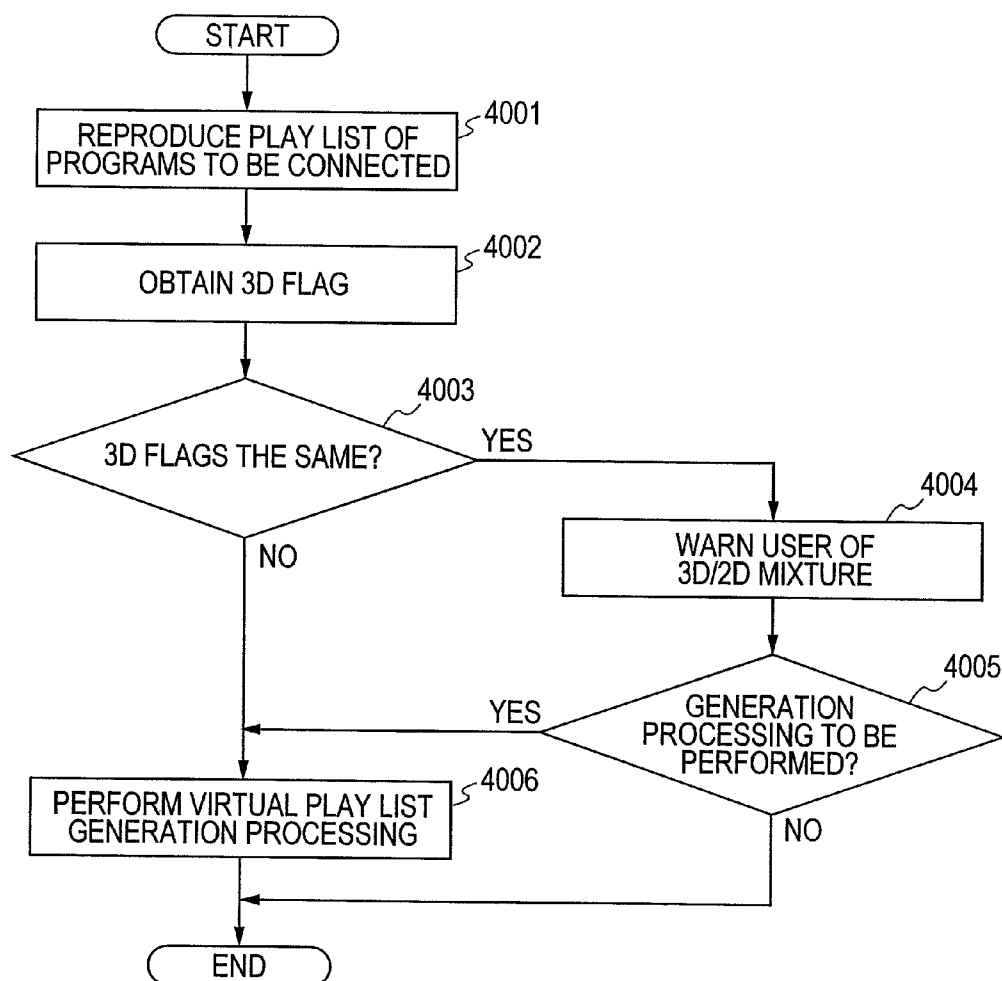 START
4001
REPRODUCE PLAY LIST OF
PROGRAMS TO BE CONNECTED
4002
OBTAIN 3D FLAG
4003
3D FLAGS THE SAME?
YES
NO
4004
WARN USER OF
3D/2D MIXTURE
4005
GENERATION
PROCESSING TO BE
PERFORMED?
YES
NO
4006
PERFORM VIRTUAL PLAY LIST
GENERATION PROCESSING
END